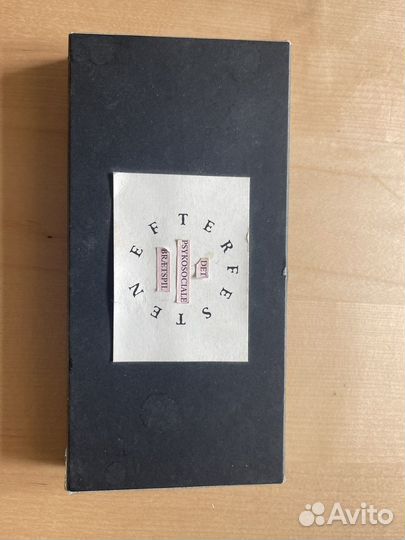 EFTERFESTEN
DET
PSYKOSOCIALE
BRÆTSPIL
Avito